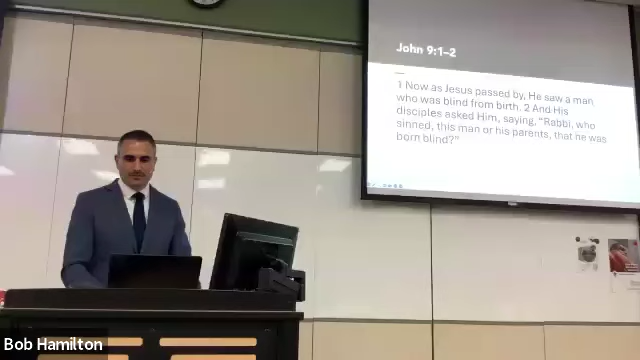 John 9:1–2
1 Now as Jesus passed by, He saw a man
who was blind from birth. 2 And His
disciples asked Him, saying, “Rabbi, who
sinned, this man or his parents, that he was
born blind?”
Bob Hamilton